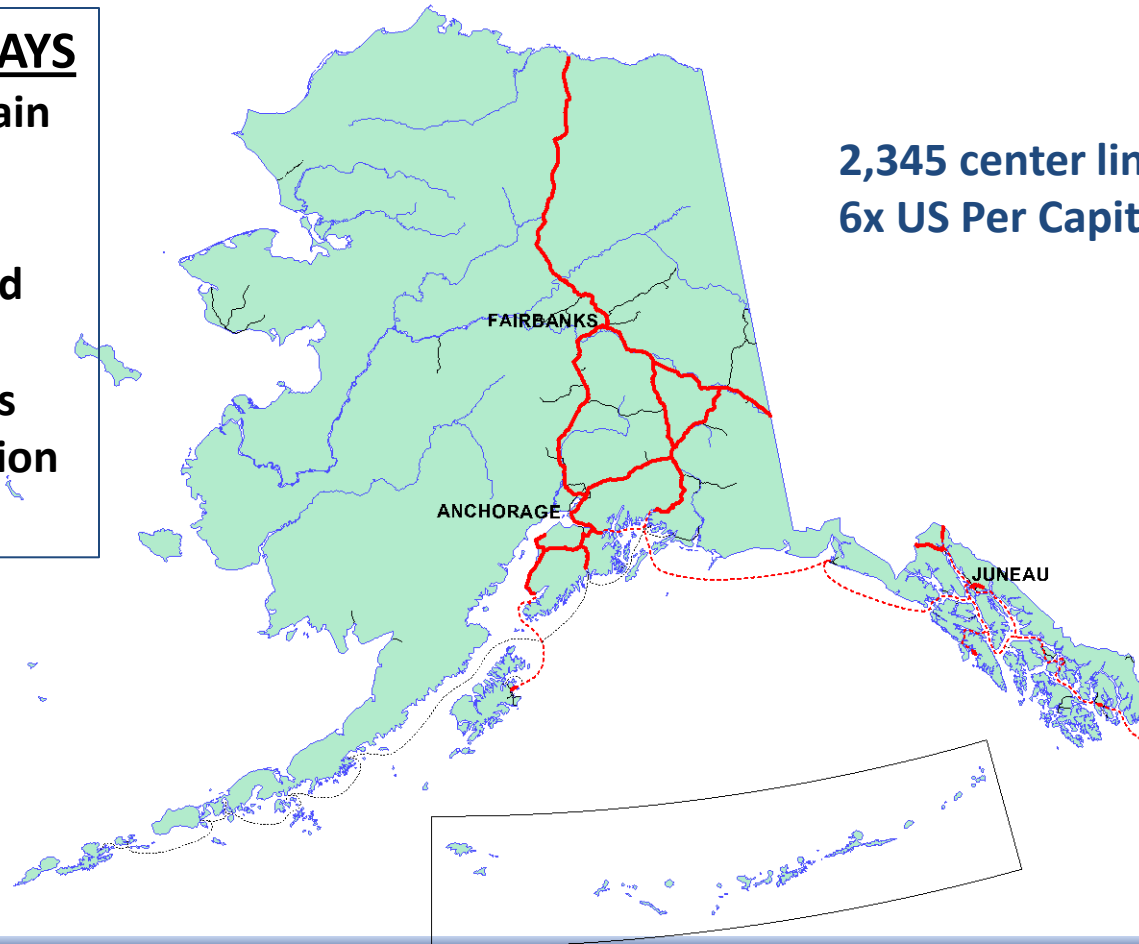 AYS
ain
d
s
ion
2,345 center lin
6x US Per Capit
FAIRBANKS
ANCHORAGE
JUNEAU